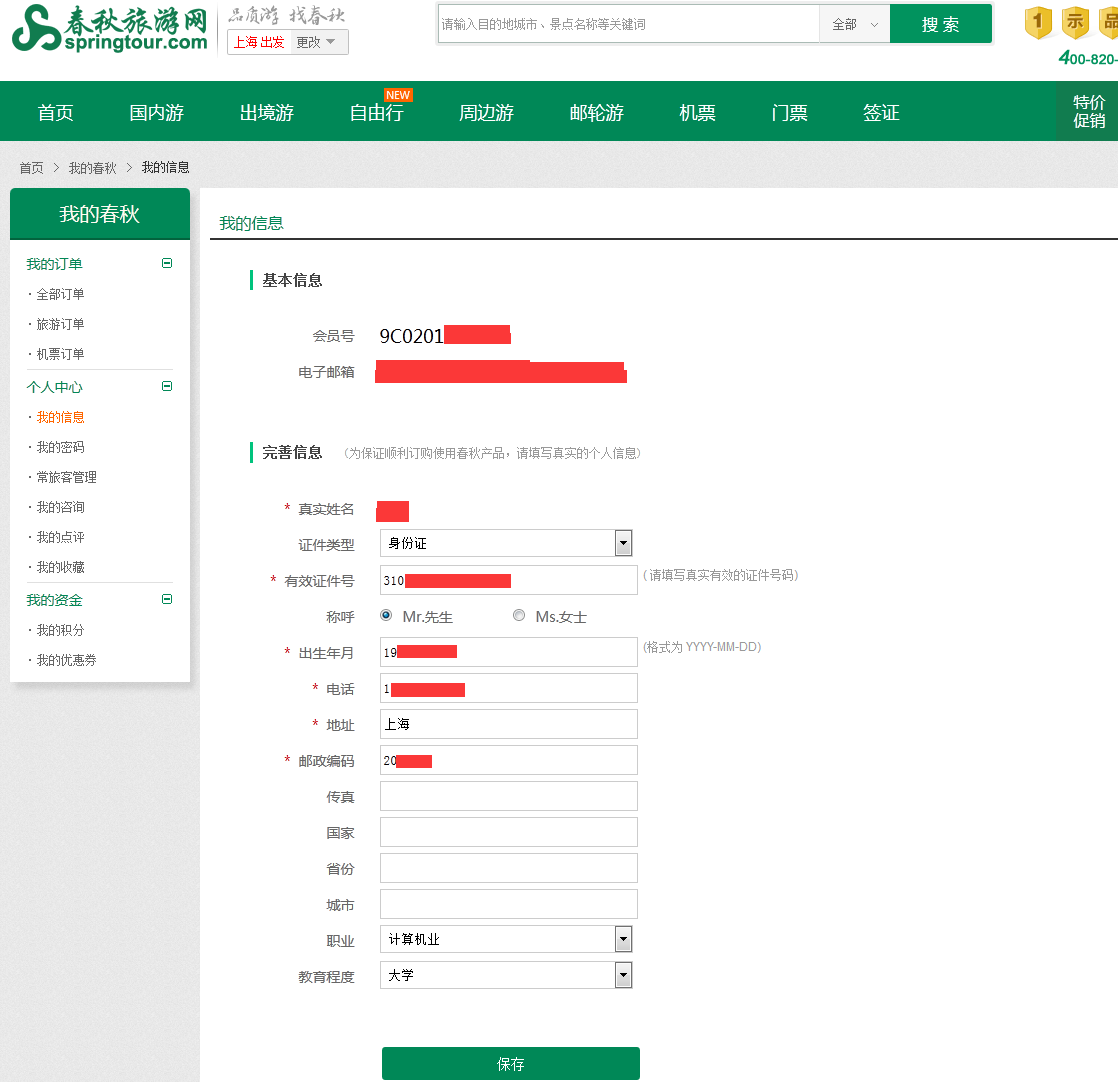 春秋旅游网
springtour.com
品质游 找春秋
上海 出发 更改
请输入目的地城市、景点名称等关键词 全部 搜 索
1 示 品
400-820-
首页 国内游 出境游 自由行 NEW 周边游 邮轮游 机票 门票 签证 特价
促销
首页 > 我的春秋 > 我的信息
我的春秋
我的订单
· 全部订单
· 旅游订单
· 机票订单
个人中心
· 我的信息
· 我的密码
· 常旅客管理
· 我的咨询
· 我的点评
· 我的收藏
我的资金
· 我的积分
· 我的优惠券
我的信息
基本信息
会员号 9C0201
电子邮箱
完善信息 （为保证顺利订购使用春秋产品，请填写真实的个人信息）
* 真实姓名
证件类型 身份证
* 有效证件号 310 （请填写真实有效的证件号码）
称呼 Mr.先生 Ms.女士
* 出生年月 19 (格式为 YYYY-MM-DD)
* 电话 1
* 地址 上海
* 邮政编码 20
传真
国家
省份
城市
职业 计算机业
教育程度 大学
保存